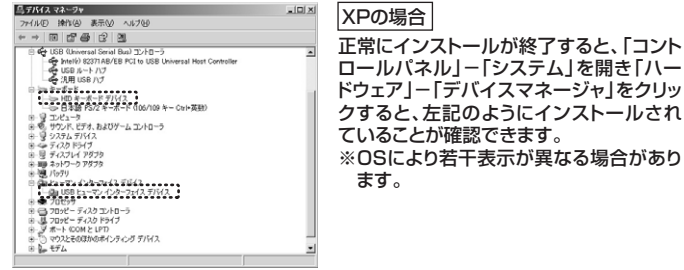 デバイス マネージャ
ファイル(F) 操作(A) 表示(V) ヘルプ(H)
USB (Universal Serial Bus) コントローラ
Intel(r) 82371AB/EB PCI to USB Universal Host Controller
USB ルート ハブ
汎用 USB ハブ
キーボード
HID キーボード デバイス
日本語 PS/2 キーボード (106/109 キー Ctrl+英数)
コンピュータ
サウンド、ビデオ、およびゲーム コントローラ
システム デバイス
ディスク ドライブ
ディスプレイ アダプタ
ネットワーク アダプタ
バッテリ
ヒューマン インターフェイス デバイス
USB ヒューマン インターフェイス デバイス
プロセッサ
フロッピー ディスク コントローラ
フロッピー ディスク ドライブ
ポート (COM と LPT)
マウスとそのほかのポインティング デバイス
モデム
XPの場合
正常にインストールが終了すると、「コント
ロールパネル」−「システム」を開き「ハー
ドウェア」−「デバイスマネージャ」をクリッ
クすると、左記のようにインストールされ
ていることが確認できます。
※OSにより若干表示が異なる場合があり
ます。